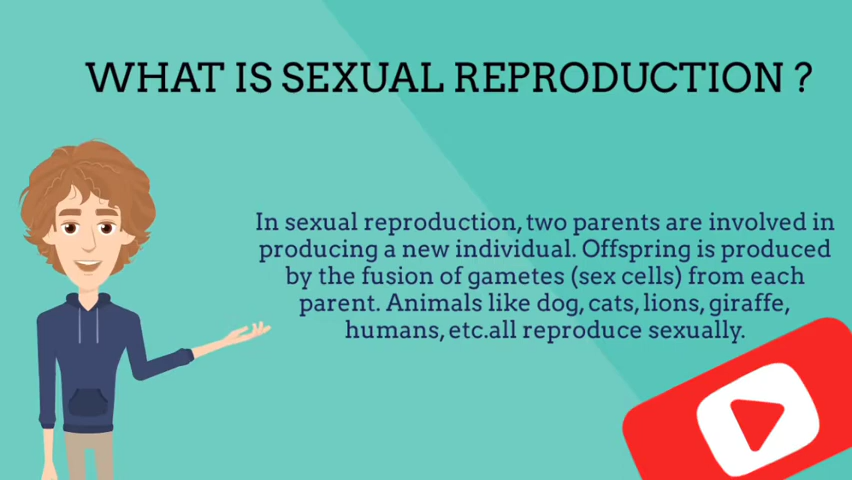 WHAT IS SEXUAL REPRODUCTION ?
In sexual reproduction, two parents are involved in
producing a new individual. Offspring is produced
by the fusion of gametes (sex cells) from each
parent. Animals like dog, cats, lions, giraffe,
humans, etc.all reproduce sexually.